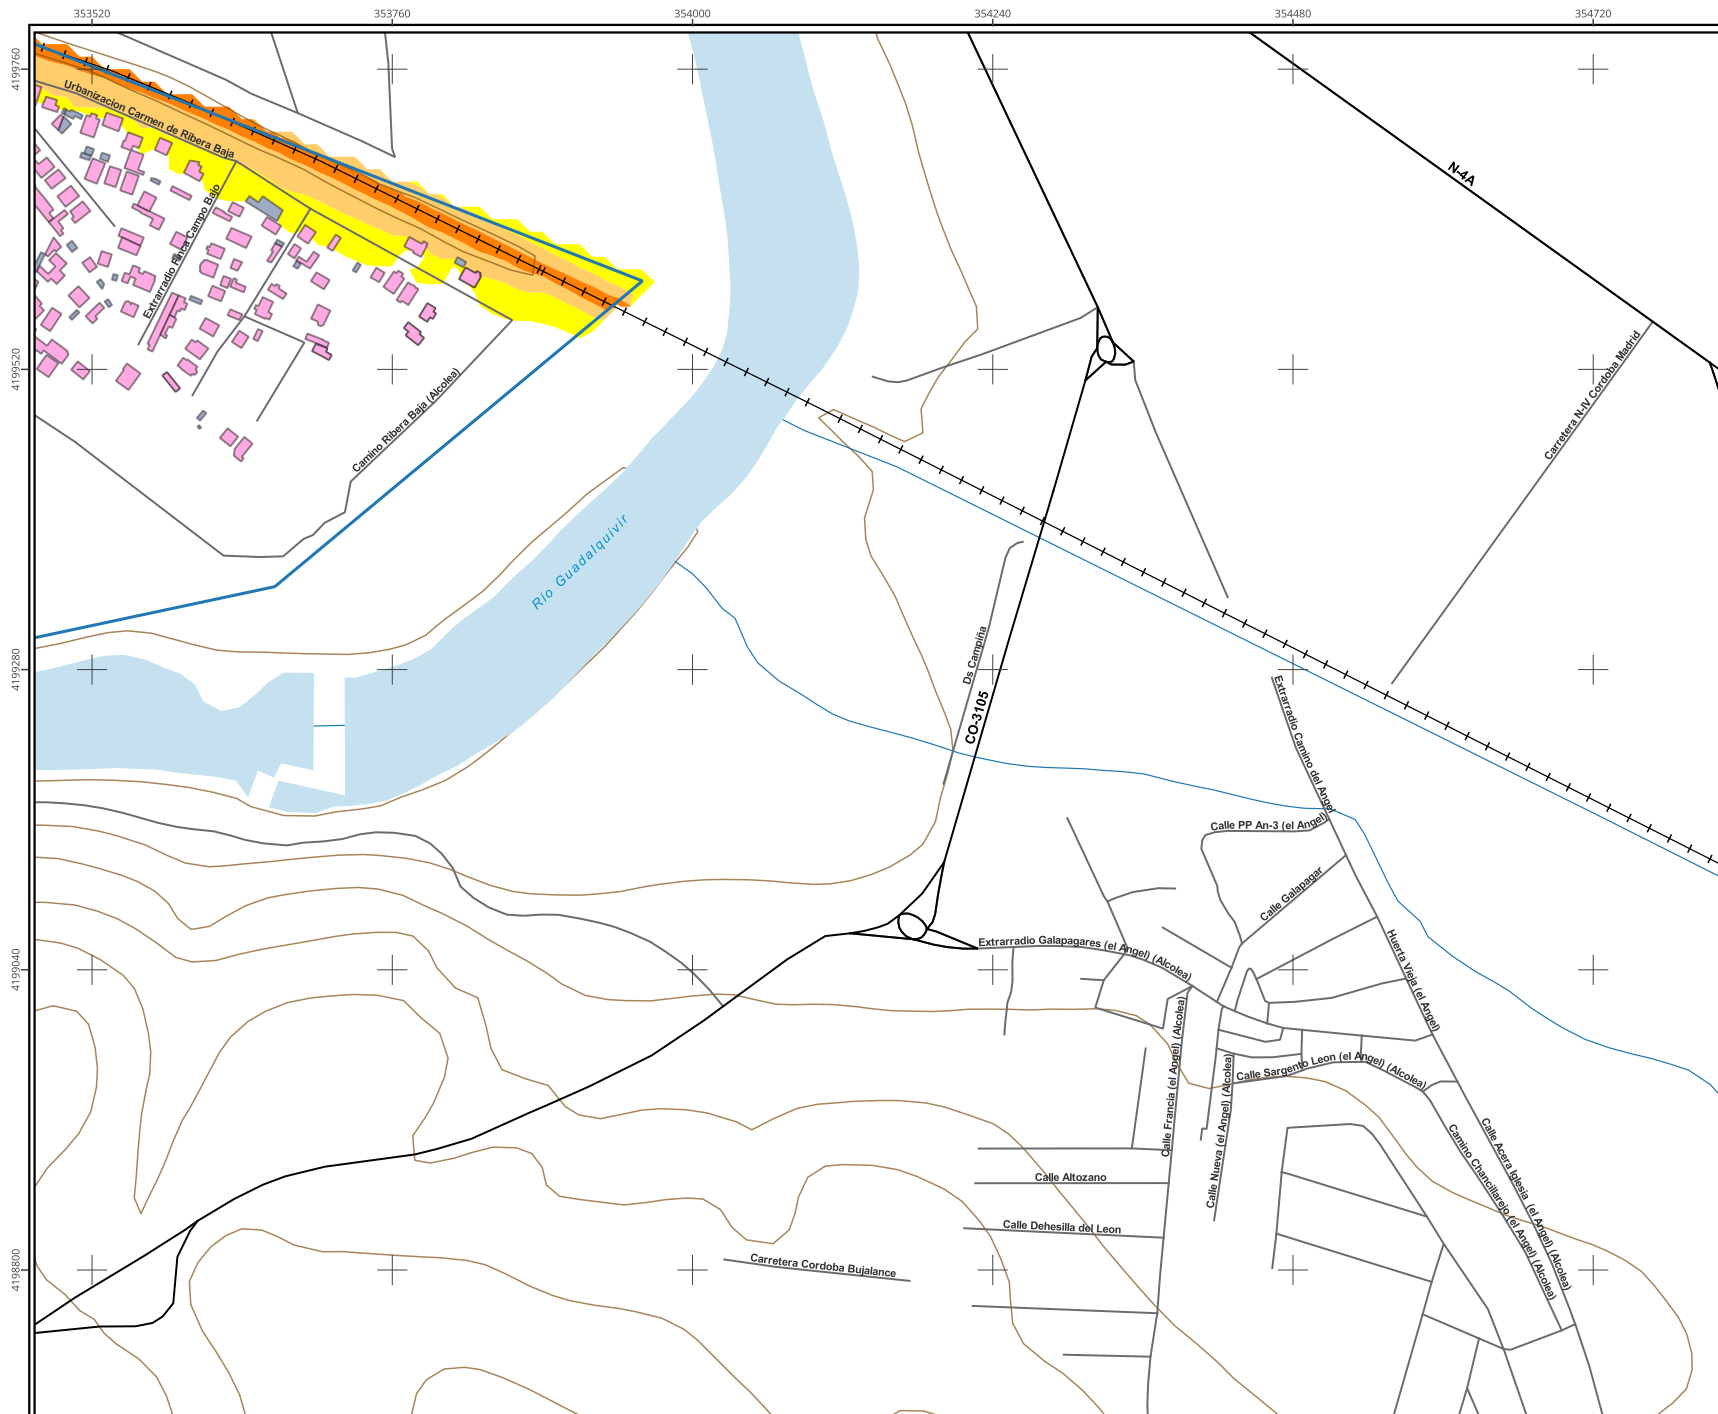 353520
353760
354000
354240
354480
354720
4199760
4199520
4199280
4199040
4198800
Urbanizacion Carmen de Ribera Baja
Extrarradio Finca Campo Bajo
Camino Ribera Baja (Alcolea)
N-4A
Carretera N-IV Cordoba Madrid
Río Guadalquivir
Ds Campiña
CO-3105
Extrarradio Camino del Angel
Calle PP An-3 (el Angel)
Calle Galapagar
Huerta Vieja (el Angel)
Extrarradio Galapagares (el Angel) (Alcolea)
Calle Francia (el Angel) (Alcolea)
Calle Nueva (el Angel) (Alcolea)
Calle Sargento Leon (el Angel) (Alcolea)
Calle Acera Iglesia (el Angel) (Alcolea)
Camino Chancillarejo (el Angel) (Alcolea)
Calle Altozano
Calle Dehesilla del Leon
Carretera Cordoba Bujalance